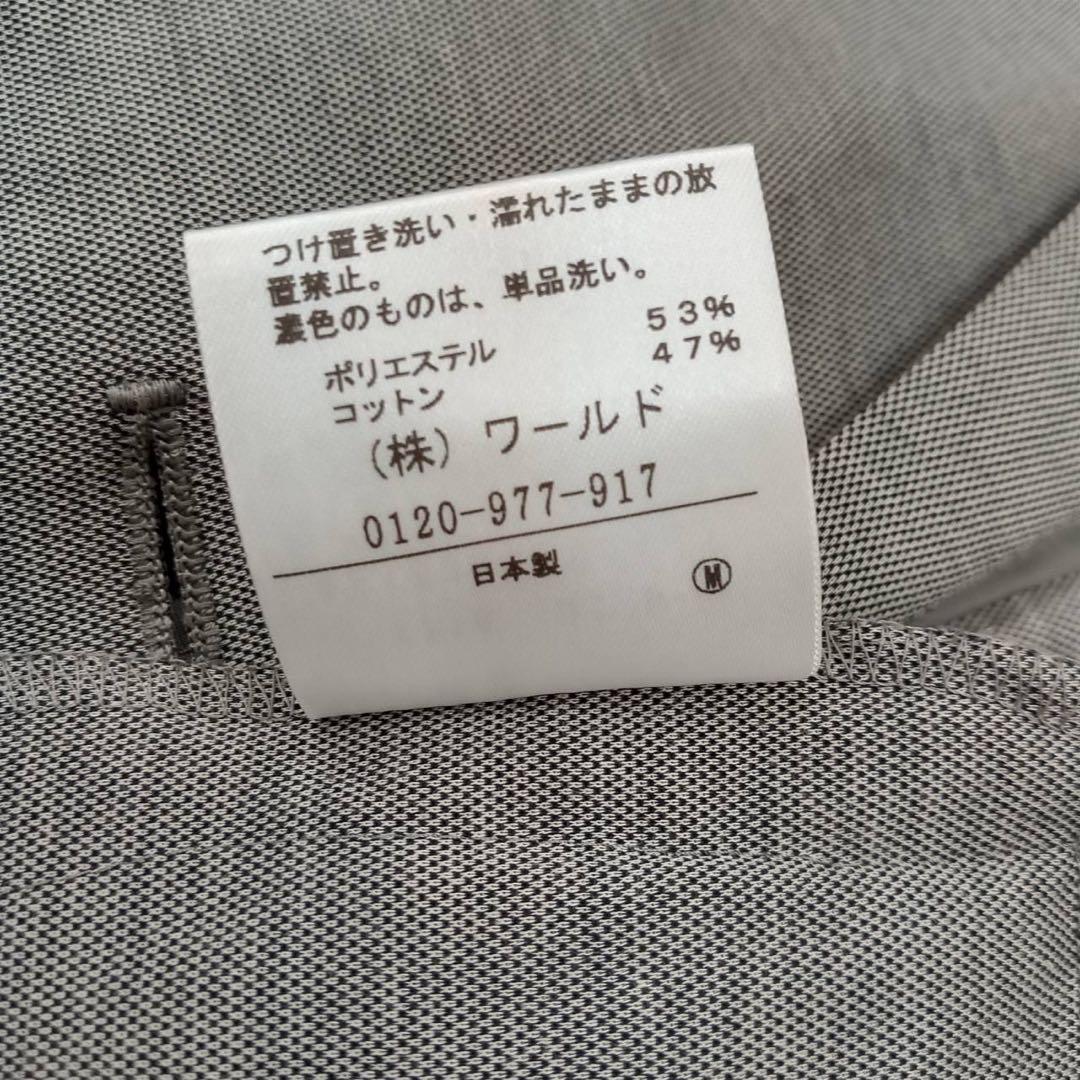 つけ置き洗い・濡れたままの放
置禁止。
濃色のものは、単品洗い。
ポリエステル 53%
コットン 47%
(株) ワールド
0120-977-917
日本製
M